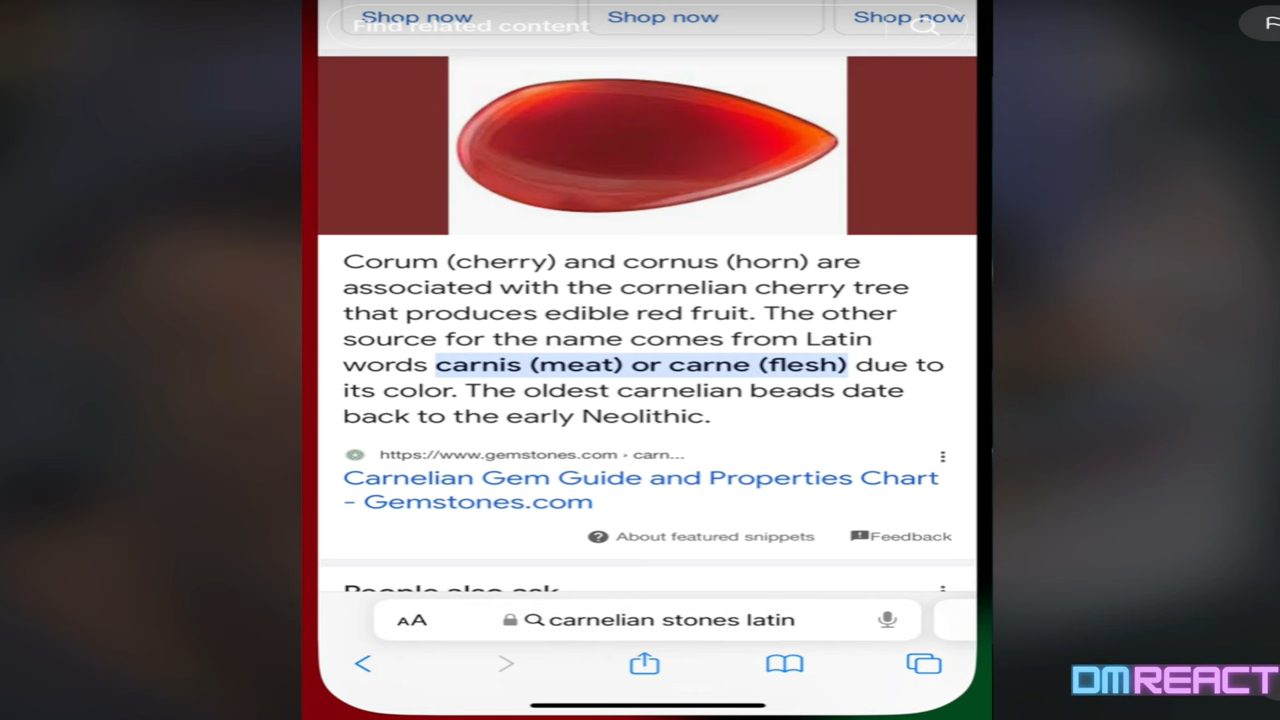 Shop now
Shop now
Shop now
Find related content
Corum (cherry) and cornus (horn) are
associated with the cornelian cherry tree
that produces edible red fruit. The other
source for the name comes from Latin
words carnis (meat) or carne (flesh) due to
its color. The oldest carnelian beads date
back to the early Neolithic.
https://www.gemstones.com › carn...
Carnelian Gem Guide and Properties Chart
- Gemstones.com
About featured snippets
Feedback
People also ask
AA
carnelian stones latin
DMREACT